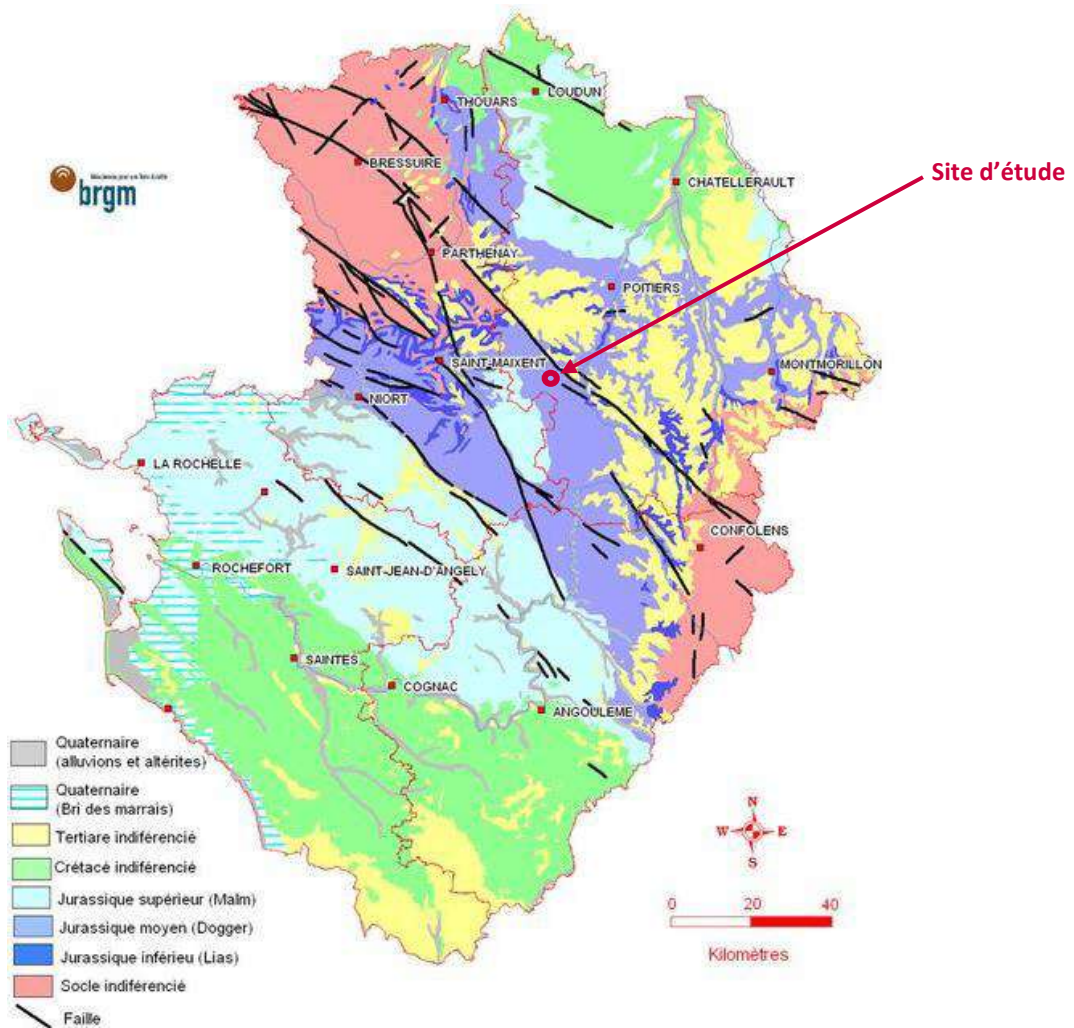 LOUDUN
THOUARS
BRESSUIRE
Site d'étude
CHATELLERAULT
brgm
PARTHENAY
POITIERS
SAINT-MAIXENT
MONTMORILLON
NIORT
LA ROCHELLE
CONFOLENS
ROCHEFORT
SAINT-JEAN-D'ANGELY
SAINTES
COGNAC
ANGOULEME
Quaternaire
(alluvions et altérites)
Quaternaire
(Bri des marrais)
Tertiare indiférencié
Crétacé indiférencié
Jurassique supérieur (Malm)
Jurassique moyen (Dogger)
Jurassique inférieu (Lias)
Socle indiférencié
Faille
N
W
E
S
0 20 40
Kilomètres